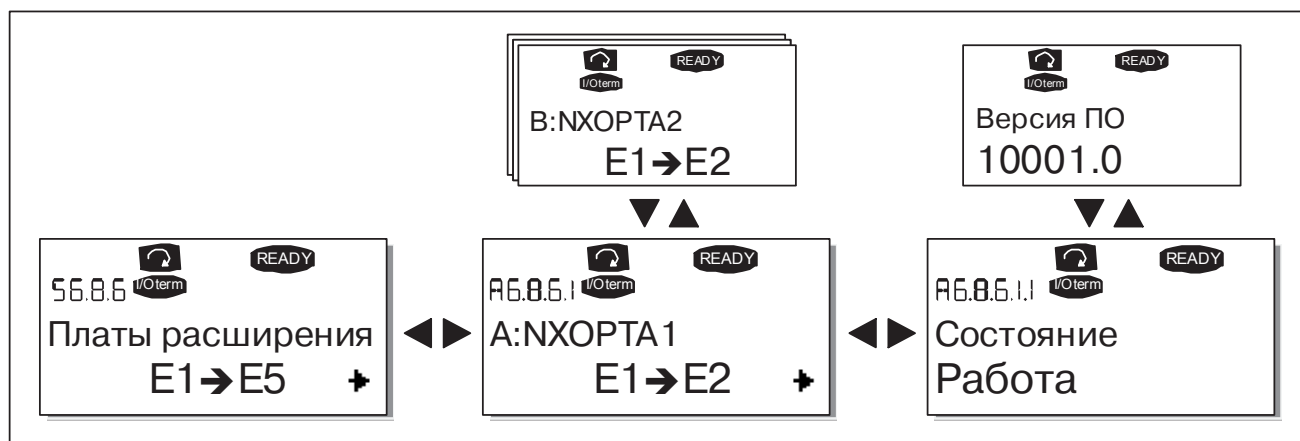 READY
I/Oterm
B:NXOPTA2
E1➔E2
READY
I/Oterm
Версия ПО
10001.0
READY
S6.8.6 I/Oterm
Платы расширения
E1➔E5
READY
A6.8.6.1 I/Oterm
A:NXOPTA1
E1➔E2
READY
A6.8.6.1.1 I/Oterm
Состояние
Работа